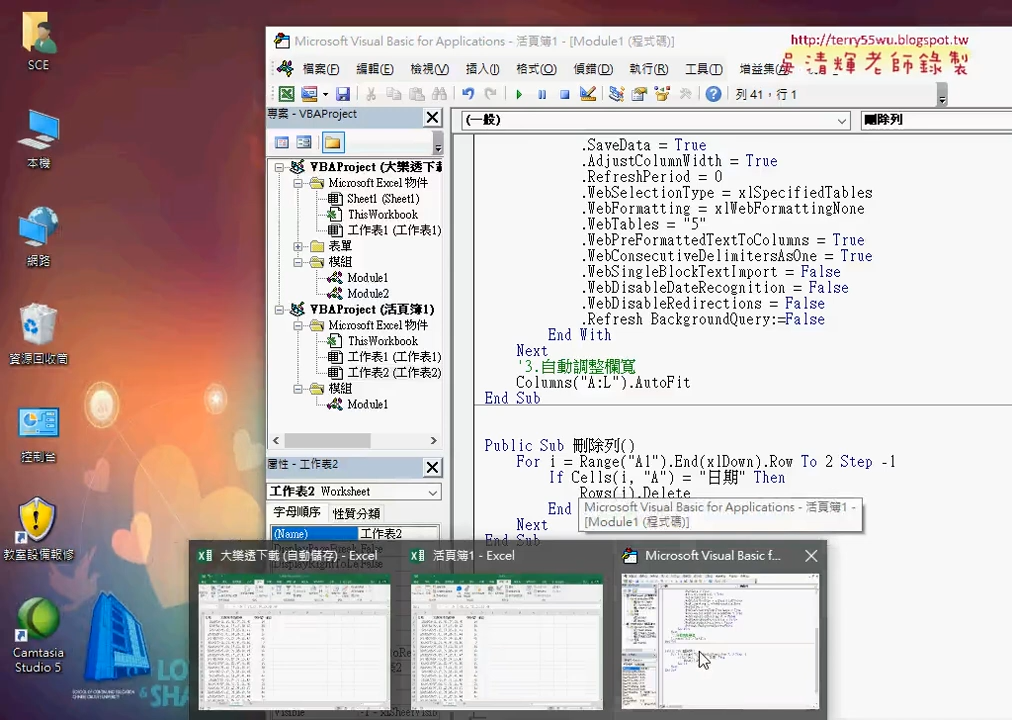 SCE
本機
網路
資源回收筒
控制台
教室設備報修
Camtasia
Studio 5
Microsoft Visual Basic for Applications - 活頁簿1 - [Module1 (程式碼)]
http://terry55wu.blogspot.tw
吳清輝老師錄製
檔案(F) 編輯(E) 檢視(V) 插入(I) 格式(O) 偵錯(D) 執行(R) 工具(T) 增益集(A)
列 41，行 1
專案 - VBAProject
(一般)
刪除列
VBAProject (大樂透下載
Microsoft Excel 物件
Sheet1 (Sheet1)
ThisWorkbook
工作表1 (工作表1)
表單
模組
Module1
Module2
VBAProject (活頁簿1)
Microsoft Excel 物件
ThisWorkbook
工作表1 (工作表1)
工作表2 (工作表2)
模組
Module1
屬性 - 工作表2
工作表2 Worksheet
字母順序 性質分類
(Name) 工作表2
.SaveData = True
.AdjustColumnWidth = True
.RefreshPeriod = 0
.WebSelectionType = xlSpecifiedTables
.WebFormatting = xlWebFormattingNone
.WebTables = "5"
.WebPreFormattedTextToColumns = True
.WebConsecutiveDelimitersAsOne = True
.WebSingleBlockTextImport = False
.WebDisableDateRecognition = False
.WebDisableRedirections = False
.Refresh BackgroundQuery:=False
End With
Next
'3.自動調整欄寬
Columns("A:L").AutoFit
End Sub
Public Sub 刪除列()
For i = Range("A1").End(xlDown).Row To 2 Step -1
If Cells(i, "A") = "日期" Then
Rows(i).Delete
End
Next
End Sub
Microsoft Visual Basic for Applications - 活頁簿1 -
[Module1 (程式碼)]
大樂透下載 (自動儲存) - Excel
活頁簿1 - Excel
Microsoft Visual Basic f...